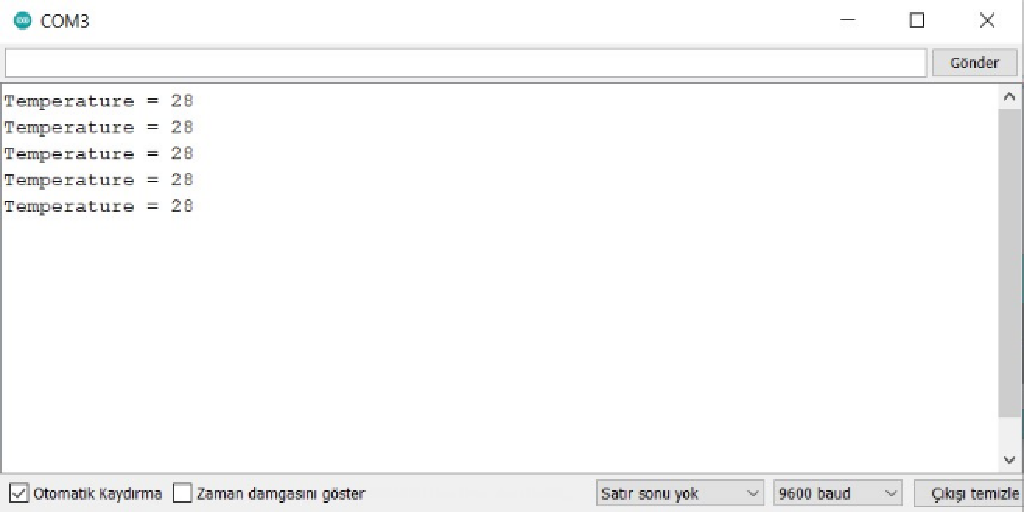 COM3
Gönder
Temperature = 28
Temperature = 28
Temperature = 28
Temperature = 28
Temperature = 28
Otomatik Kaydırma Zaman damgasını göster Satır sonu yok 9600 baud Çıkışı temizle